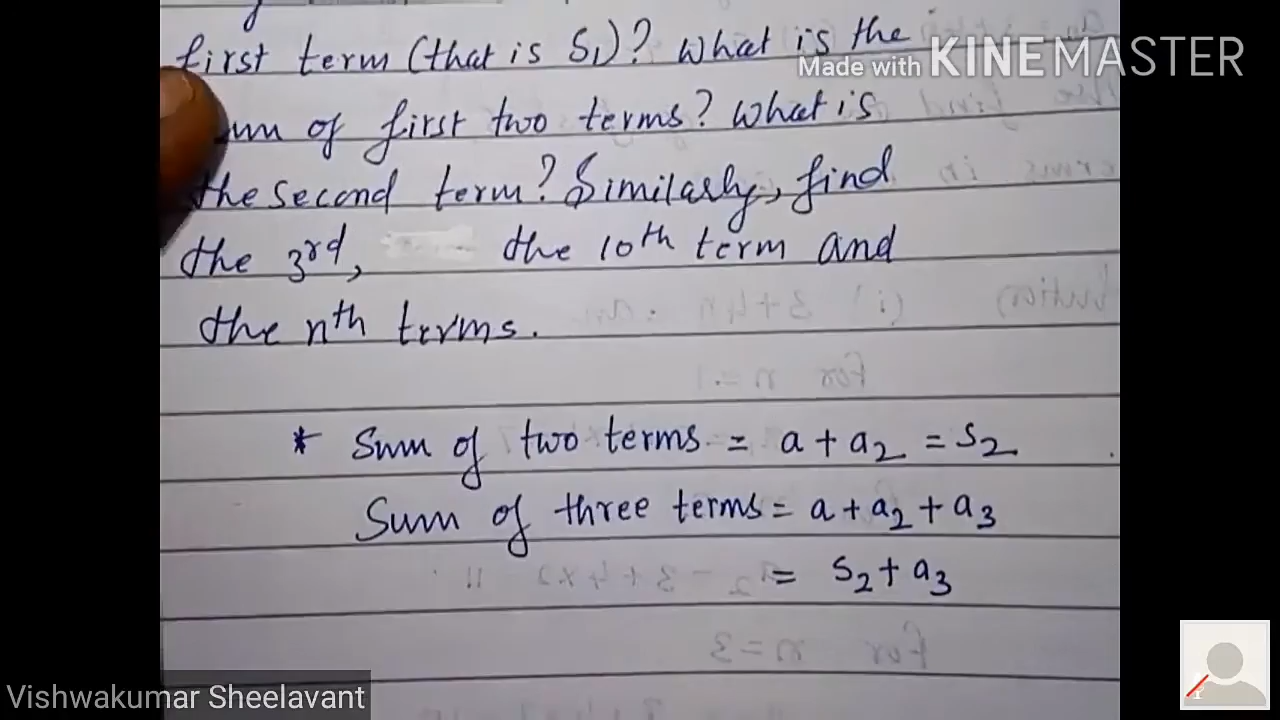 first term (that is S₁)? What is the
Made with KINEMASTER
sum of first two terms? What is
the second term? Similarly, find
the 3rd, the 10th term and
the nth terms.
* Sum of two terms = a + a₂ = S₂
Sum of three terms = a + a₂ + a₃
= S₂ + a₃
Vishwakumar Sheelavant